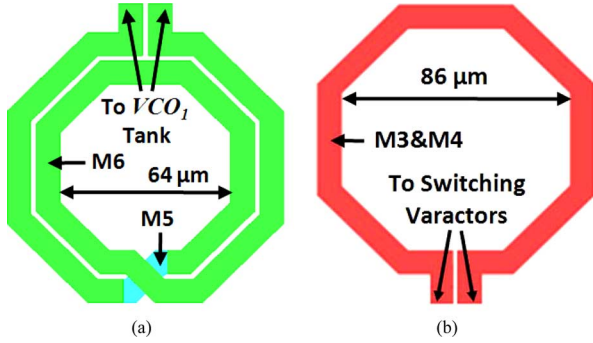 To VCO1
Tank
M6
64 μm
M5
(a)
86 μm
M3&M4
To Switching
Varactors
(b)